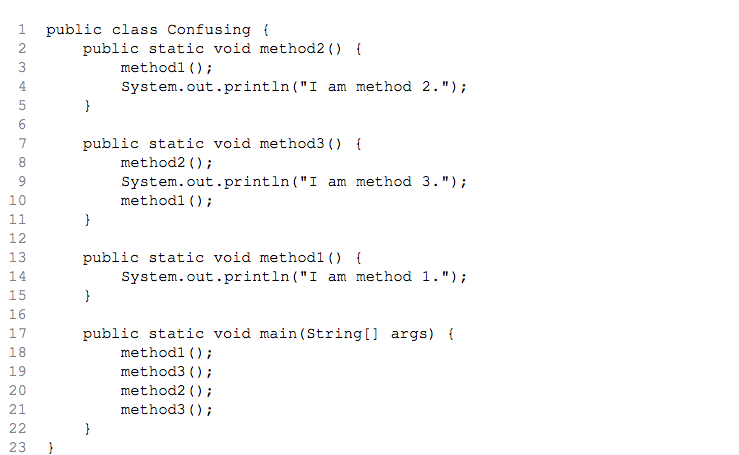 1 public class Confusing {
2     public static void method2() {
3         method1();
4         System.out.println("I am method 2.");
5     }
6
7     public static void method3() {
8         method2();
9         System.out.println("I am method 3.");
10         method1();
11     }
12
13     public static void method1() {
14         System.out.println("I am method 1.");
15     }
16
17     public static void main(String[] args) {
18         method1();
19         method3();
20         method2();
21         method3();
22     }
23 }